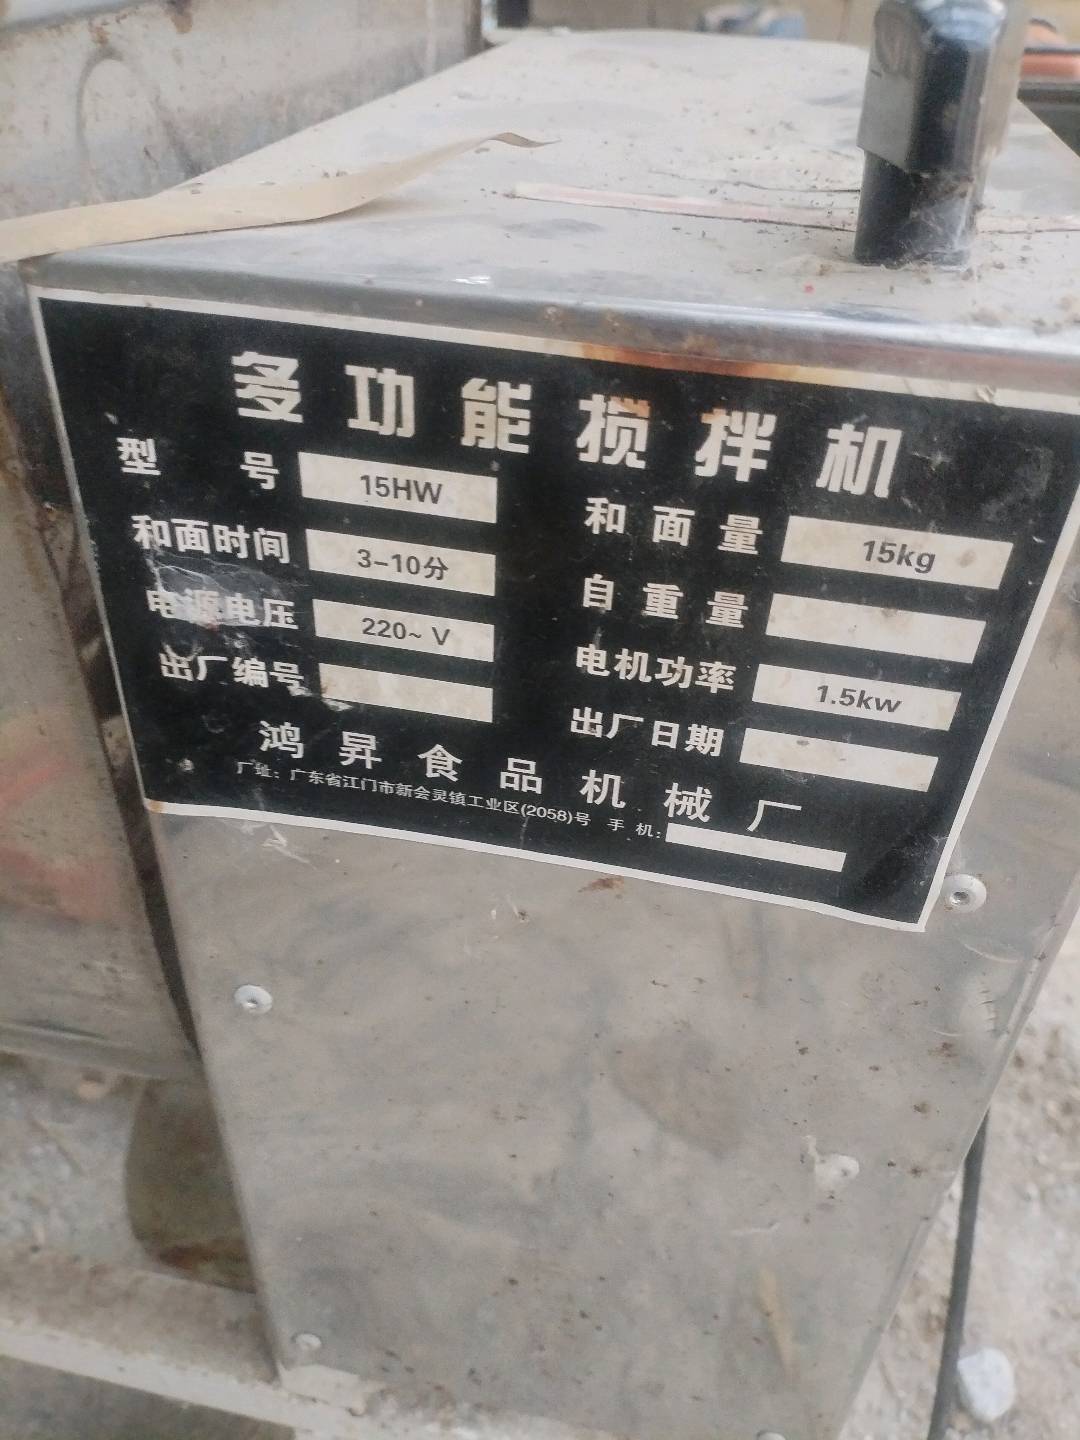 多功能搅拌机
型号 15HW 和面量 15kg
和面时间 3-10分 自重量
电源电压 220~V 电机功率 1.5kw
出厂编号 出厂日期
鸿昇食品机械厂
厂址：广东省江门市新会灵镇工业区(2058)号 手机：